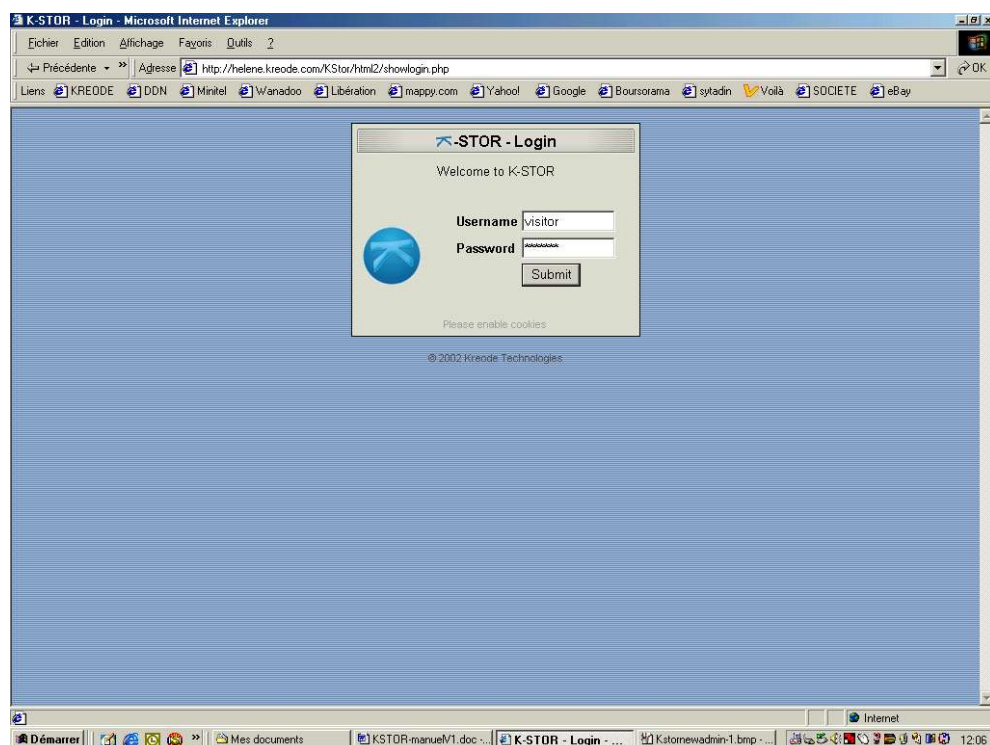 K-STOR - Login - Microsoft Internet Explorer
Fichier Edition Affichage Favoris Outils ?
Précédente » Adresse http://helene.kreode.com/KStor/html2/showlogin.php OK
Liens KREODE DDN Minitel Wanadoo Libération mappy.com Yahoo! Google Boursorama sytadin Voilà SOCIETE eBay
-STOR - Login
Welcome to K-STOR
Username visitor
Password *******
Submit
Please enable cookies
© 2002 Kreode Technologies
Internet
Démarrer » Mes documents KSTOR-manuelV1.doc -... K-STOR - Login - ... Kstornewadmin-1.bmp - ... 12:06